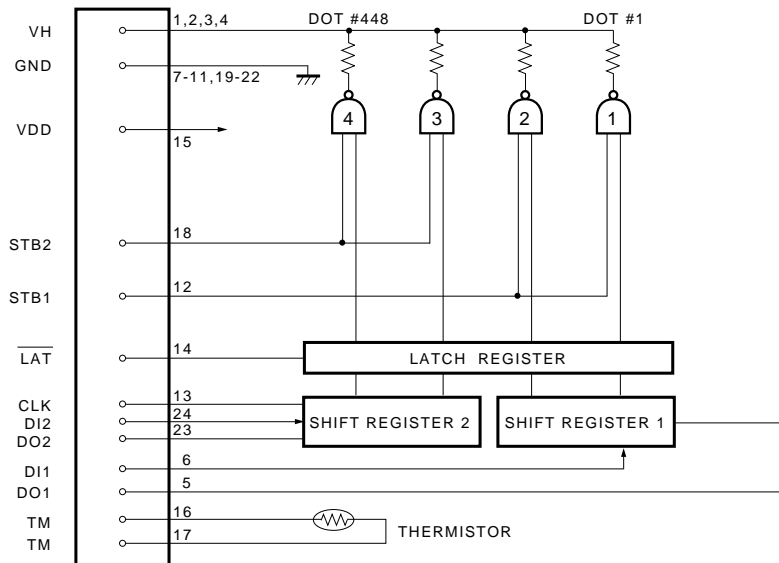 VH 1,2,3,4 DOT #448 DOT #1
GND 7-11,19-22
4 3 2 1
VDD 15
STB2 18
STB1 12
LAT 14 LATCH REGISTER
CLK 13
DI2 24 SHIFT REGISTER 2 SHIFT REGISTER 1
DO2 23
DI1 6
DO1 5
TM 16
THERMISTOR
TM 17